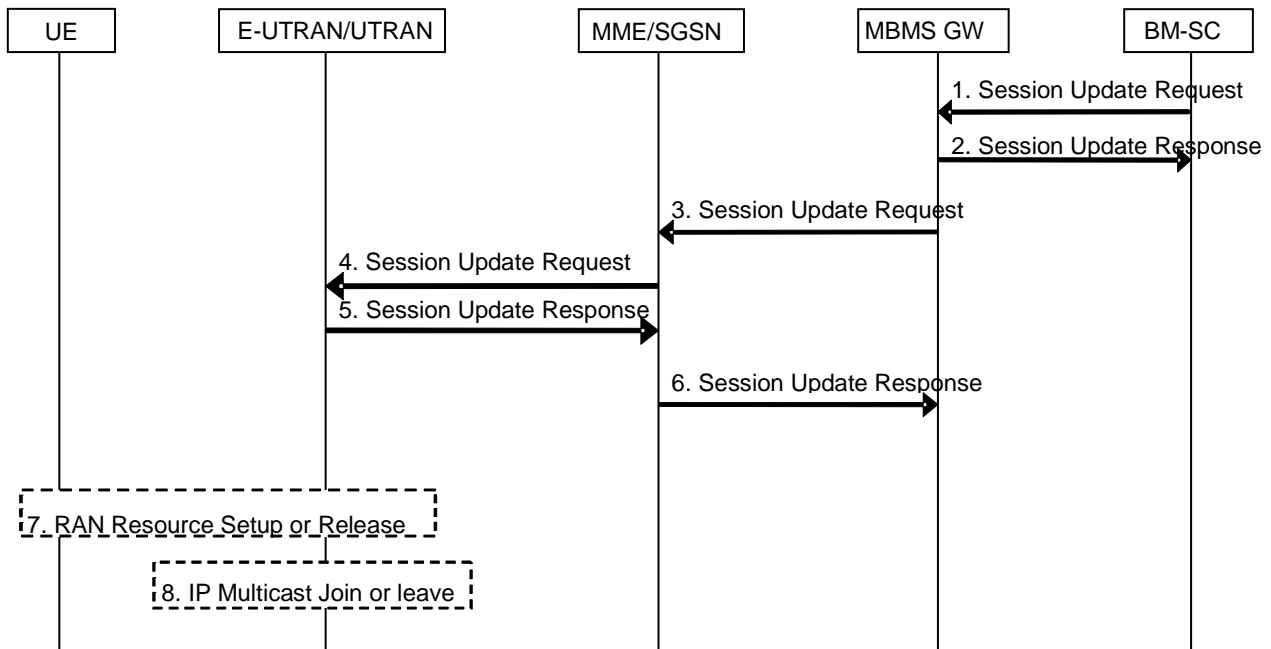 UE
E-UTRAN/UTRAN
MME/SGSN
MBMS GW
BM-SC
1. Session Update Request
2. Session Update Response
3. Session Update Request
4. Session Update Request
5. Session Update Response
6. Session Update Response
7. RAN Resource Setup or Release
8. IP Multicast Join or leave